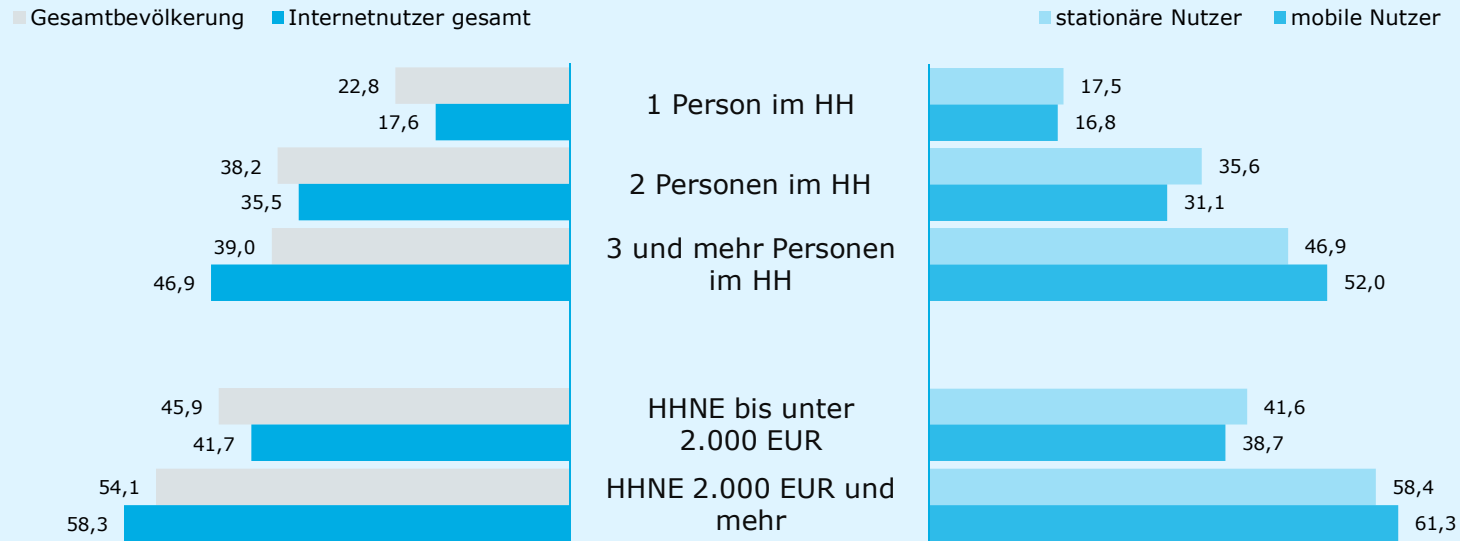 Gesamtbevölkerung Internetnutzer gesamt
stationäre Nutzer mobile Nutzer
22,8
17,6
1 Person im HH
17,5
16,8
38,2
35,5
2 Personen im HH
35,6
31,1
39,0
46,9
3 und mehr Personen
im HH
46,9
52,0
45,9
41,7
HHNE bis unter
2.000 EUR
41,6
38,7
54,1
58,3
HHNE 2.000 EUR und
mehr
58,4
61,3